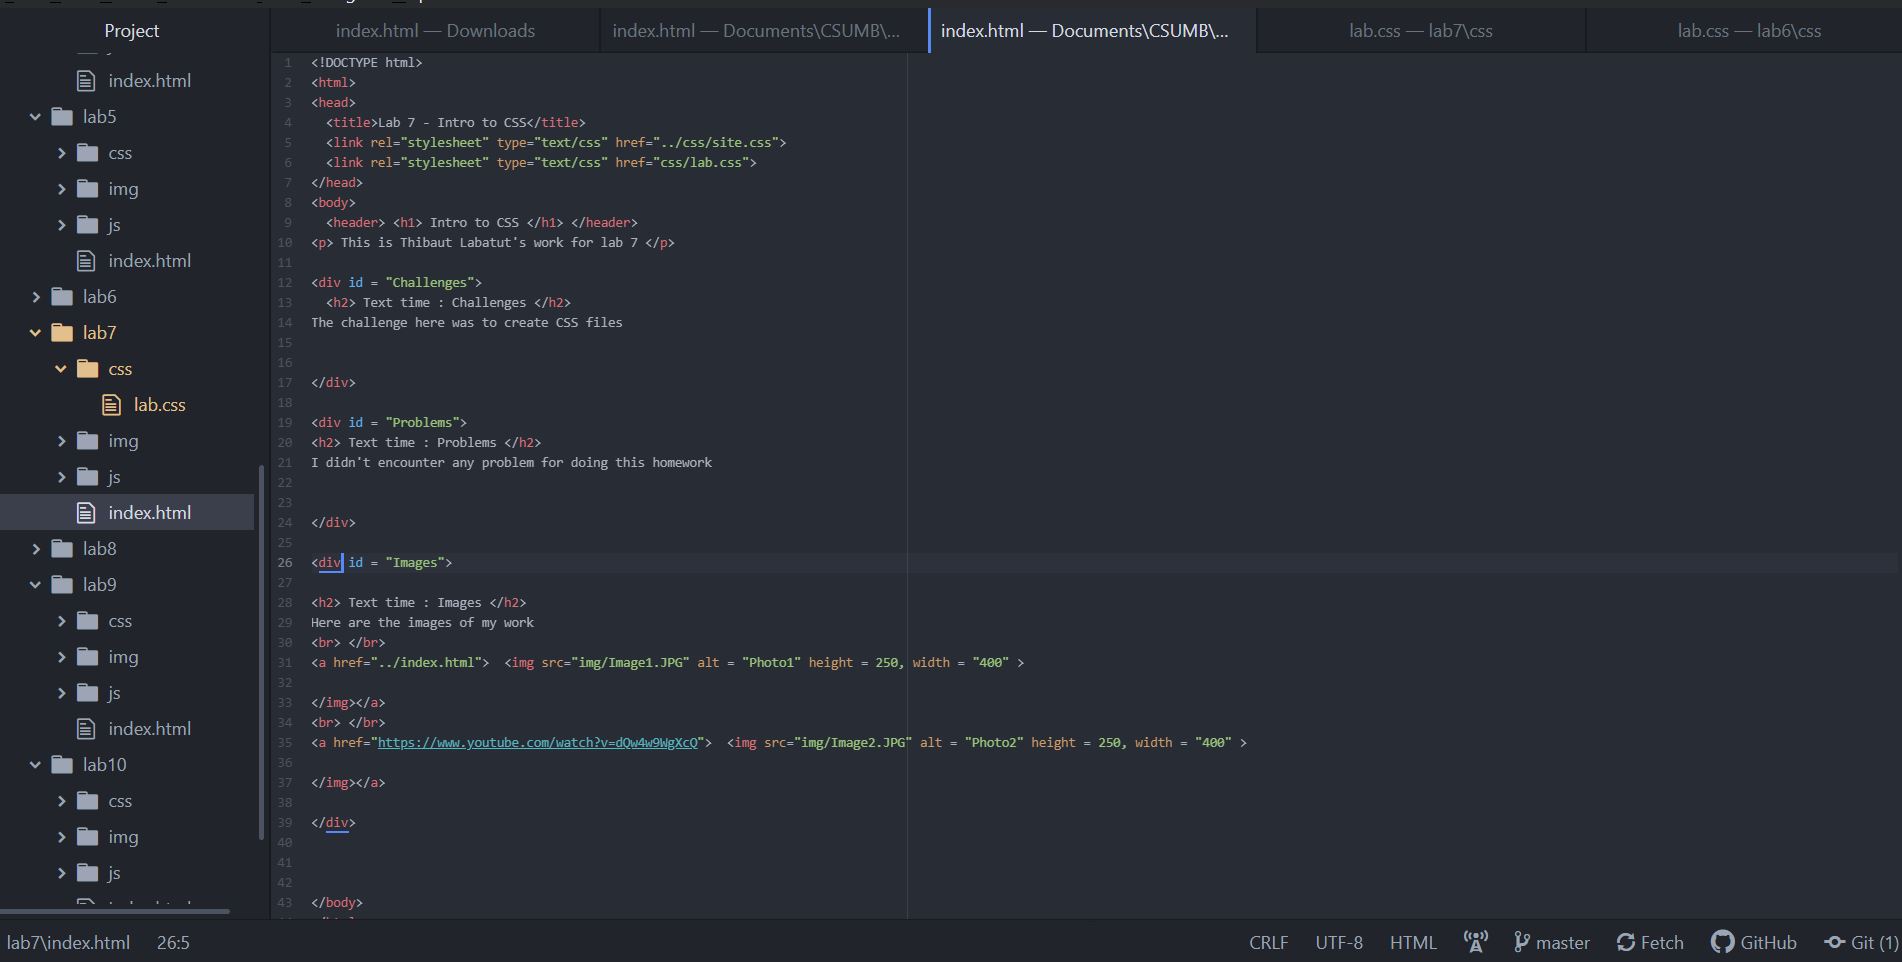 Project
index.html
lab5
css
img
js
index.html
lab6
lab7
css
lab.css
img
js
index.html
lab8
lab9
css
img
js
index.html
lab10
css
img
js
index.html — Downloads
index.html — Documents\CSUMB\...
index.html — Documents\CSUMB\...
lab.css — lab7\css
lab.css — lab6\css
1 <!DOCTYPE html>
2 <html>
3 <head>
4 <title>Lab 7 - Intro to CSS</title>
5 <link rel="stylesheet" type="text/css" href="../css/site.css">
6 <link rel="stylesheet" type="text/css" href="css/lab.css">
7 </head>
8 <body>
9 <header> <h1> Intro to CSS </h1> </header>
10 <p> This is Thibaut Labatut's work for lab 7 </p>
11
12 <div id = "Challenges">
13 <h2> Text time : Challenges </h2>
14 The challenge here was to create CSS files
15
16
17 </div>
18
19 <div id = "Problems">
20 <h2> Text time : Problems </h2>
21 I didn't encounter any problem for doing this homework
22
23
24 </div>
25
26 <div id = "Images">
27
28 <h2> Text time : Images </h2>
29 Here are the images of my work
30 <br> </br>
31 <a href="../index.html">  <img src="img/Image1.JPG" alt = "Photo1" height = 250, width = "400" >
32
33 </img></a>
34 <br> </br>
35 <a href="https://www.youtube.com/watch?v=dQw4w9WgXcQ">  <img src="img/Image2.JPG" alt = "Photo2" height = 250, width = "400" >
36
37 </img></a>
38
39 </div>
40
41
42
43 </body>
lab7\index.html 26:5
CRLF UTF-8 HTML master Fetch GitHub Git (1)